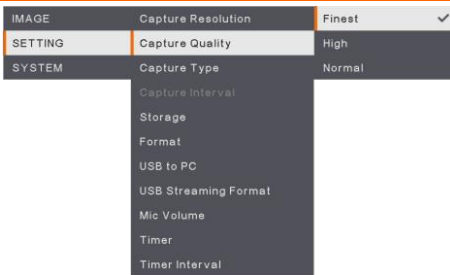 IMAGE
SETTING
SYSTEM
Capture Resolution
Capture Quality
Capture Type
Capture Interval
Storage
Format
USB to PC
USB Streaming Format
Mic Volume
Timer
Timer Interval
Finest
High
Normal